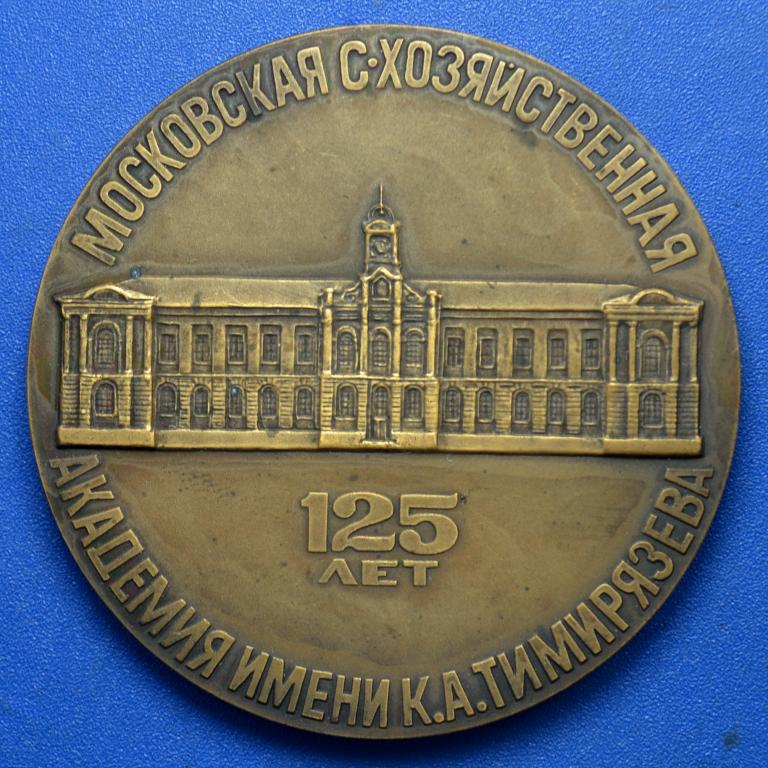 МОСКОВСКАЯ С·ХОЗЯЙСТВЕННАЯ
125
ЛЕТ
АКАДЕМИЯ ИМЕНИ К.А.ТИМИРЯЗЕВА